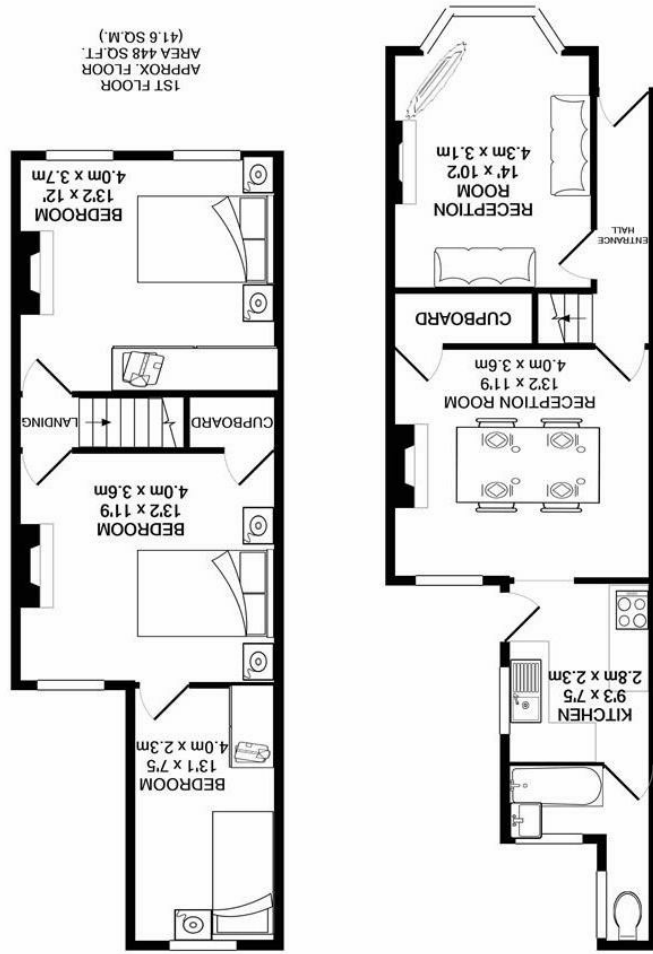 KITCHEN
9'3 x 7'5
2.8m x 2.3m
RECEPTION ROOM
13'2 x 11'9
4.0m x 3.6m
CUPBOARD
ENTRANCE
HALL
RECEPTION
ROOM
14' x 10'2
4.3m x 3.1m
BEDROOM
13'1 x 7'5
4.0m x 2.3m
BEDROOM
13'2 x 11'9
4.0m x 3.6m
CUPBOARD
LANDING
BEDROOM
13'2 x 12'
4.0m x 3.7m
1ST FLOOR
APPROX. FLOOR
AREA 448 SQ.FT.
(41.6 SQ.M.)